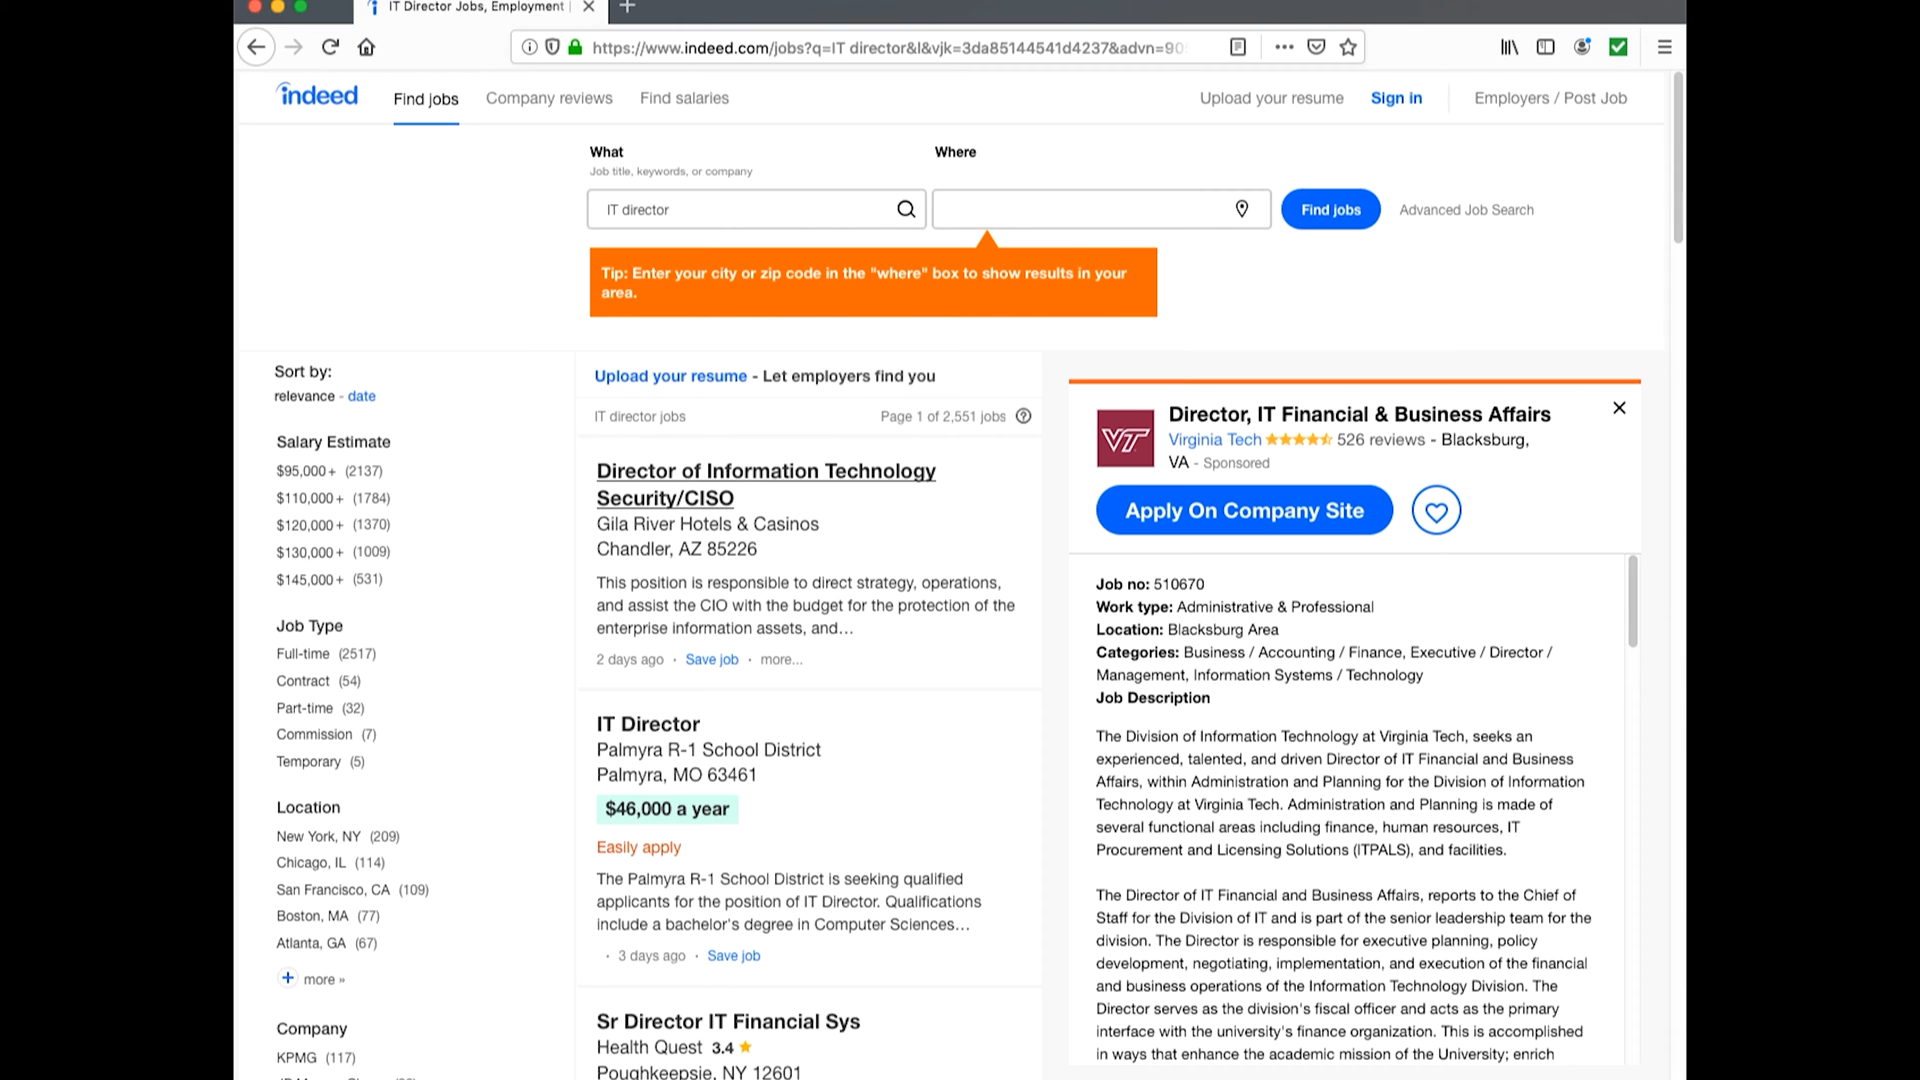 IT Director Jobs, Employment
https://www.indeed.com/jobs?q=IT director&l&vjk=3da85144541d4237&advn=90
indeed
Find jobs
Company reviews
Find salaries
Upload your resume
Sign in
Employers / Post Job
What
Job title, keywords, or company
Where
IT director
Find jobs
Advanced Job Search
Tip: Enter your city or zip code in the "where" box to show results in your
area.
Sort by:
relevance - date
Salary Estimate
$95,000+ (2137)
$110,000+ (1784)
$120,000+ (1370)
$130,000+ (1009)
$145,000+ (531)
Job Type
Full-time (2517)
Contract (54)
Part-time (32)
Commission (7)
Temporary (5)
Location
New York, NY (209)
Chicago, IL (114)
San Francisco, CA (109)
Boston, MA (77)
Atlanta, GA (67)
+ more »
Company
KPMG (117)
Upload your resume - Let employers find you
IT director jobs
Page 1 of 2,551 jobs ?
Director of Information Technology
Security/CISO
Gila River Hotels & Casinos
Chandler, AZ 85226
This position is responsible to direct strategy, operations,
and assist the CIO with the budget for the protection of the
enterprise information assets, and…
2 days ago · Save job · more...
IT Director
Palmyra R-1 School District
Palmyra, MO 63461
$46,000 a year
Easily apply
The Palmyra R-1 School District is seeking qualified
applicants for the position of IT Director. Qualifications
include a bachelor's degree in Computer Sciences…
· 3 days ago · Save job
Sr Director IT Financial Sys
Health Quest 3.4
Poughkeepsie, NY 12601
VT
Director, IT Financial & Business Affairs
Virginia Tech 526 reviews - Blacksburg,
VA - Sponsored
Apply On Company Site
Job no: 510670
Work type: Administrative & Professional
Location: Blacksburg Area
Categories: Business / Accounting / Finance, Executive / Director /
Management, Information Systems / Technology
Job Description
The Division of Information Technology at Virginia Tech, seeks an
experienced, talented, and driven Director of IT Financial and Business
Affairs, within Administration and Planning for the Division of Information
Technology at Virginia Tech. Administration and Planning is made of
several functional areas including finance, human resources, IT
Procurement and Licensing Solutions (ITPALS), and facilities.
The Director of IT Financial and Business Affairs, reports to the Chief of
Staff for the Division of IT and is part of the senior leadership team for the
division. The Director is responsible for executive planning, policy
development, negotiating, implementation, and execution of the financial
and business operations of the Information Technology Division. The
Director serves as the division's fiscal officer and acts as the primary
interface with the university's finance organization. This is accomplished
in ways that enhance the academic mission of the University; enrich